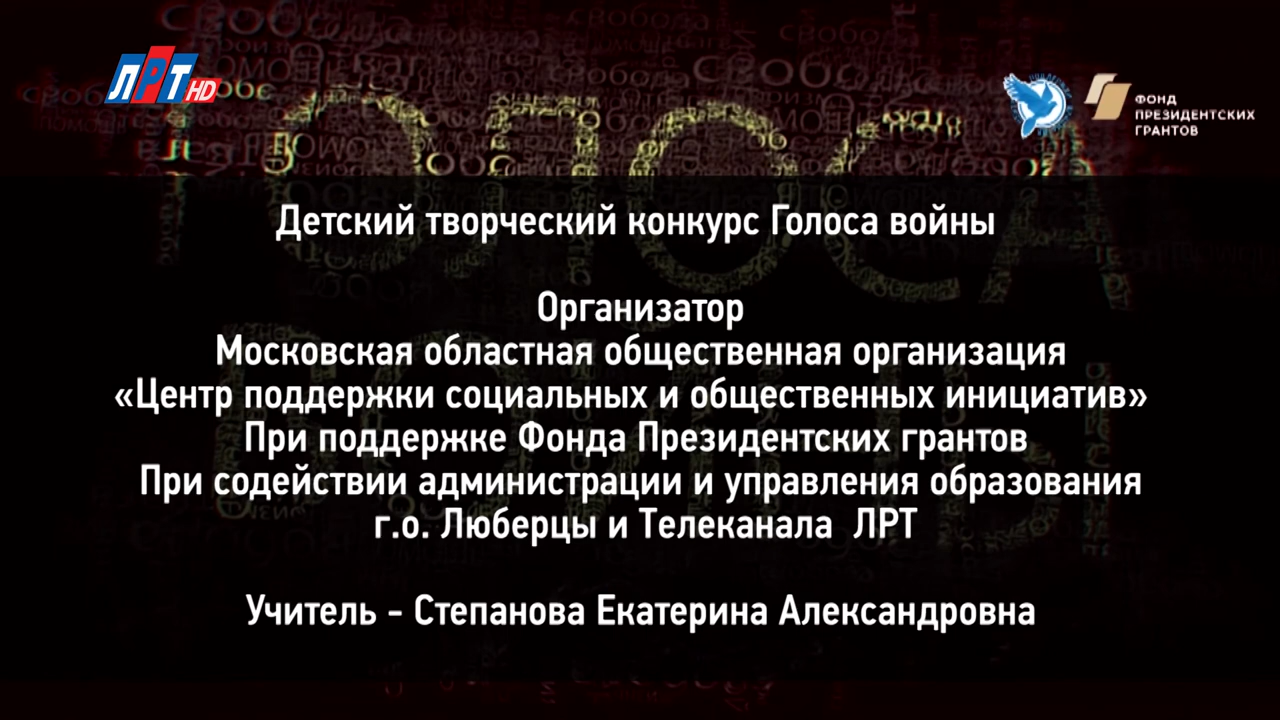 ЛРТ HD
ФОНД
ПРЕЗИДЕНТСКИХ
ГРАНТОВ
ГОЛОСА
Детский творческий конкурс Голоса войны
Организатор
Московская областная общественная организация
«Центр поддержки социальных и общественных инициатив»
При поддержке Фонда Президентских грантов
При содействии администрации и управления образования
г.о. Люберцы и Телеканала ЛРТ
Учитель - Степанова Екатерина Александровна